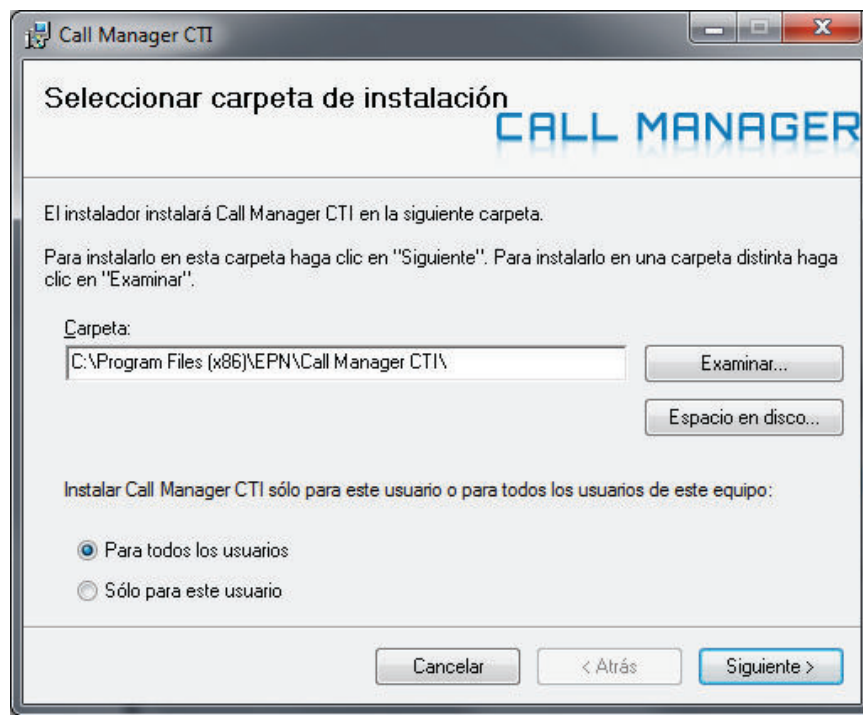 Call Manager CTI
Seleccionar carpeta de instalación
CALL MANAGER
El instalador instalará Call Manager CTI en la siguiente carpeta.
Para instalarlo en esta carpeta haga clic en "Siguiente". Para instalarlo en una carpeta distinta haga
clic en "Examinar".
Carpeta:
C:\Program Files (x86)\EPN\Call Manager CTI\
Examinar...
Espacio en disco...
Instalar Call Manager CTI sólo para este usuario o para todos los usuarios de este equipo:
Para todos los usuarios
Sólo para este usuario
Cancelar
< Atrás
Siguiente >